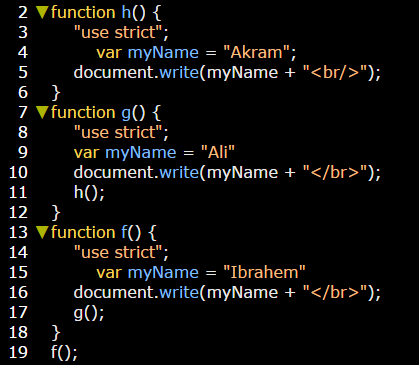 2 ▼function h() {
3 "use strict";
4 var myName = "Akram";
5 document.write(myName + "<br/>");
6 }
7 ▼function g() {
8 "use strict";
9 var myName = "Ali"
10 document.write(myName + "</br>");
11 h();
12 }
13 ▼function f() {
14 "use strict";
15 var myName = "Ibrahem"
16 document.write(myName + "</br>");
17 g();
18 }
19 f();